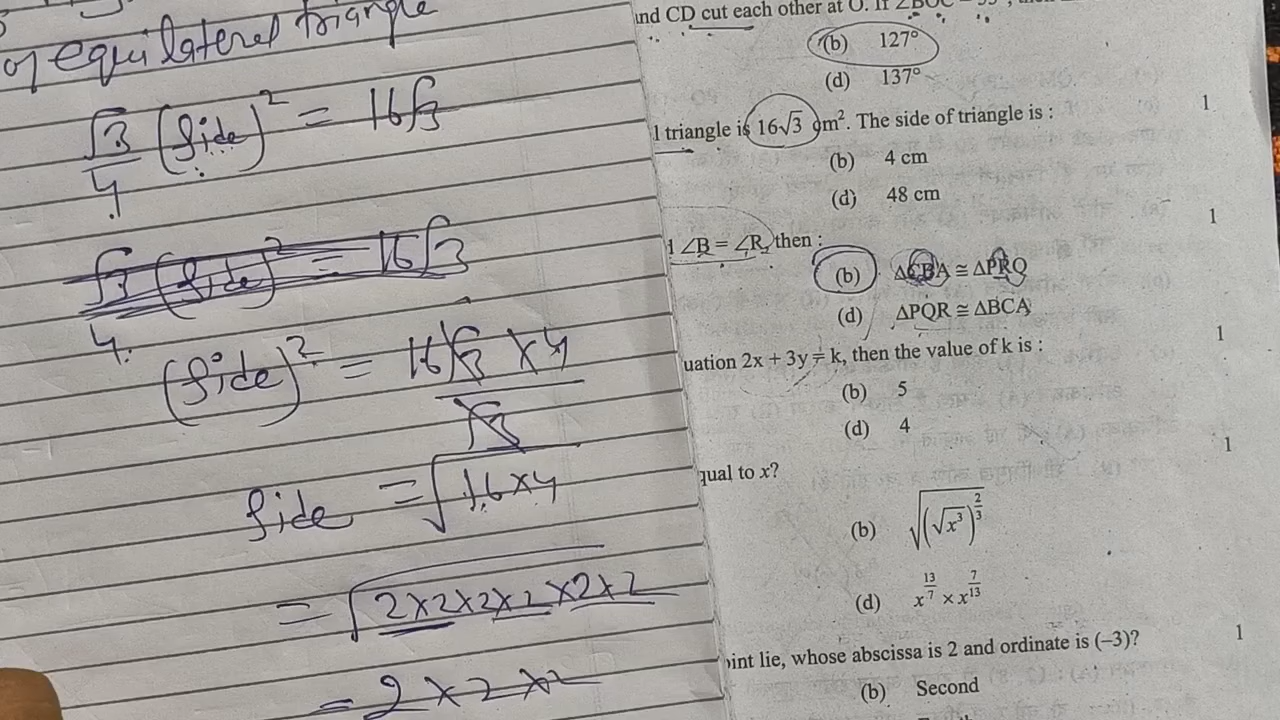 of equilateral triangle
√3/4 (Side)² = 16√3
√3/4 (Side)² = 16√3
(Side)² = 16√3 × 4 / √3
Side = √16×4
= √2×2×2×2×2×2
= 2×2×2
and CD cut each other at O. If ∠BOC
(b) 127°
(d) 137°
l triangle is 16√3 cm². The side of triangle is :
1
(b) 4 cm
(d) 48 cm
1
∠B = ∠R, then :
(b) ΔCBA ≅ ΔPRQ
(d) ΔPQR ≅ ΔBCA
1
uation 2x + 3y = k, then the value of k is :
(b) 5
(d) 4
1
qual to x?
(b) √(√x³)^(2/3)
(d) x^(13/7) × x^(7/13)
1
oint lie, whose abscissa is 2 and ordinate is (–3)?
(b) Second